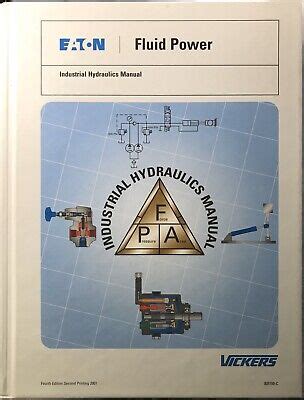 EATON
Fluid Power
Industrial Hydraulics Manual
INDUSTRIAL HYDRAULICS MANUAL
F
Force
P A
Pressure Area
VICKERS
Fourth Edition Second Printing 2001